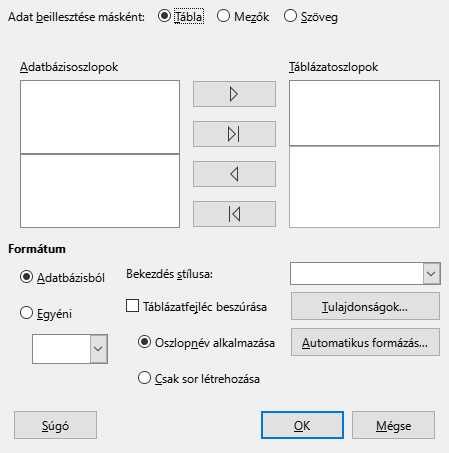 Adat beillesztése másként: Tábla Mezők Szöveg
Adatbázisoszlopok Táblázatoszlopok
Formátum
Adatbázisból Bekezdés stílusa:
Táblázatfejléc beszúrása Tulajdonságok...
Egyéni
Oszlopnév alkalmazása Automatikus formázás...
Csak sor létrehozása
Súgó OK Mégse